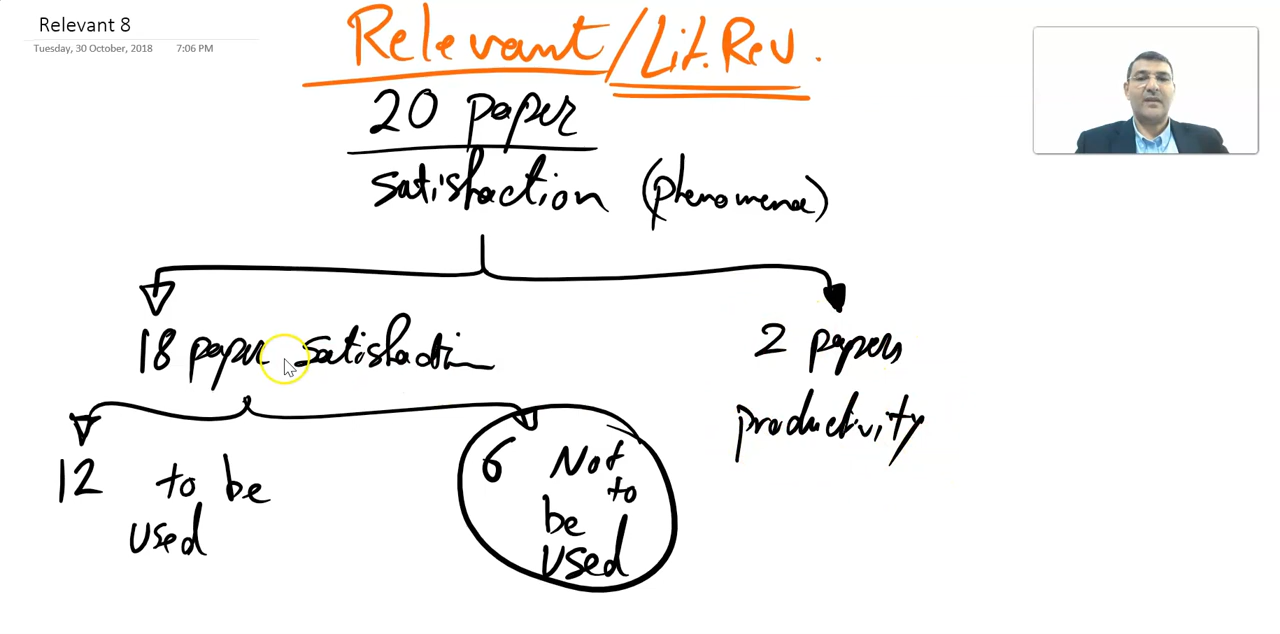 Relevant 8
Tuesday, 30 October, 2018 7:06 PM
Relevant/Lit.Rev.
20 paper
satisfaction (phenomena)
18 paper satisfaction
2 papers
productivity
12 to be
used
6 Not
to
be
used